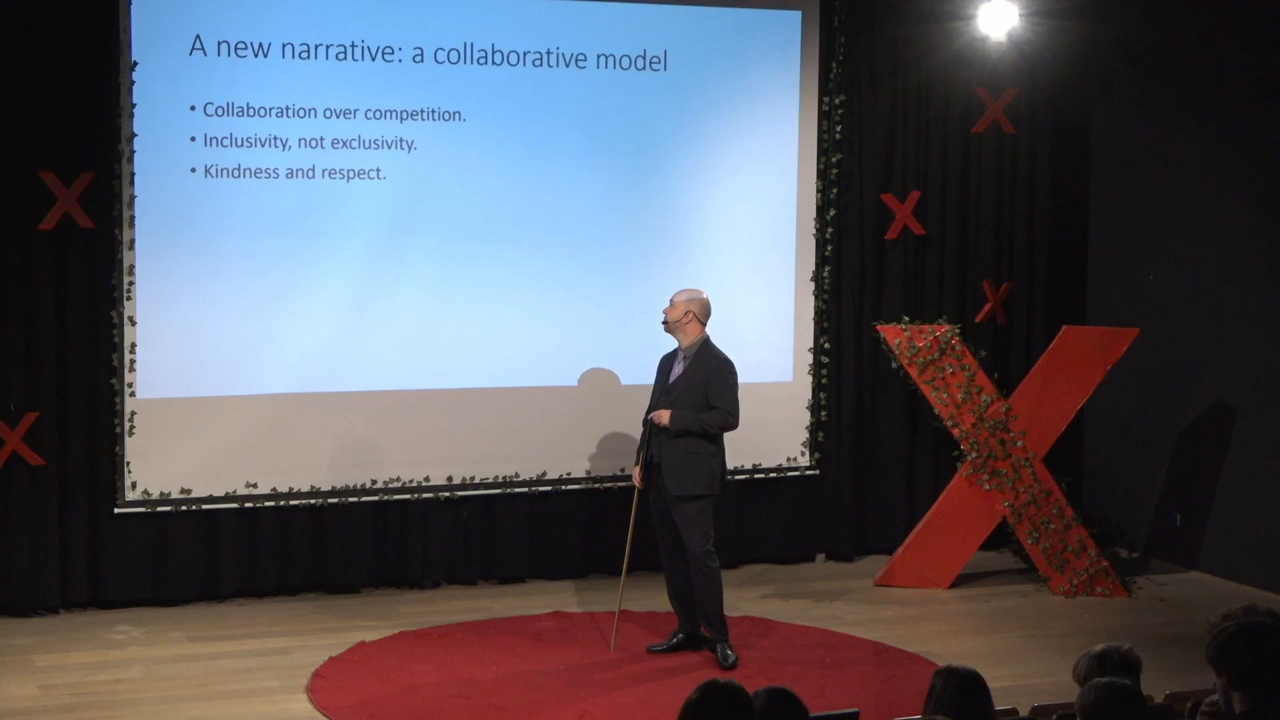 A new narrative: a collaborative model
• Collaboration over competition.
• Inclusivity, not exclusivity.
• Kindness and respect.
X
X
X
X
X
X